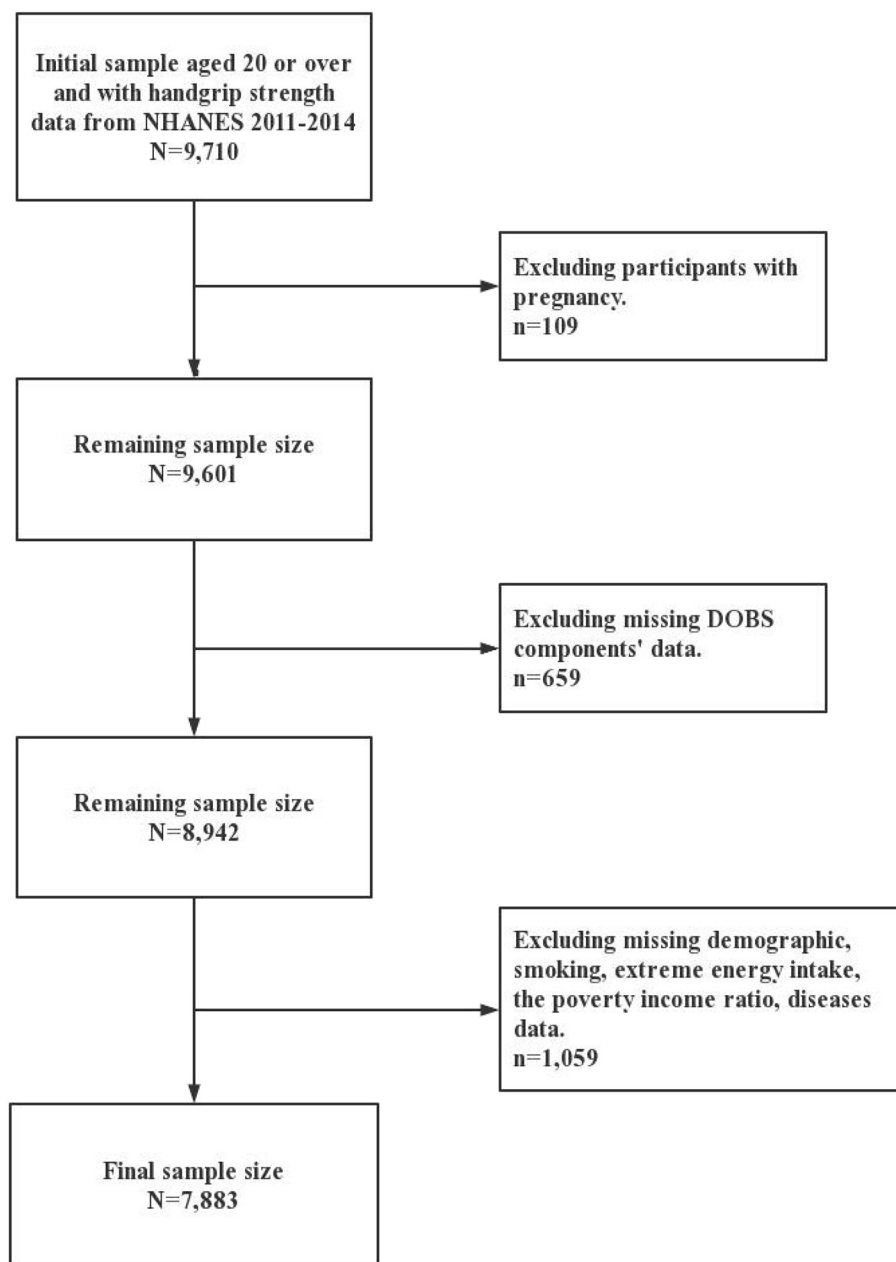 Initial sample aged 20 or over
and with handgrip strength
data from NHANES 2011-2014
N=9,710
Excluding participants with
pregnancy.
n=109
Remaining sample size
N=9,601
Excluding missing DOBS
components' data.
n=659
Remaining sample size
N=8,942
Excluding missing demographic,
smoking, extreme energy intake,
the poverty income ratio, diseases
data.
n=1,059
Final sample size
N=7,883